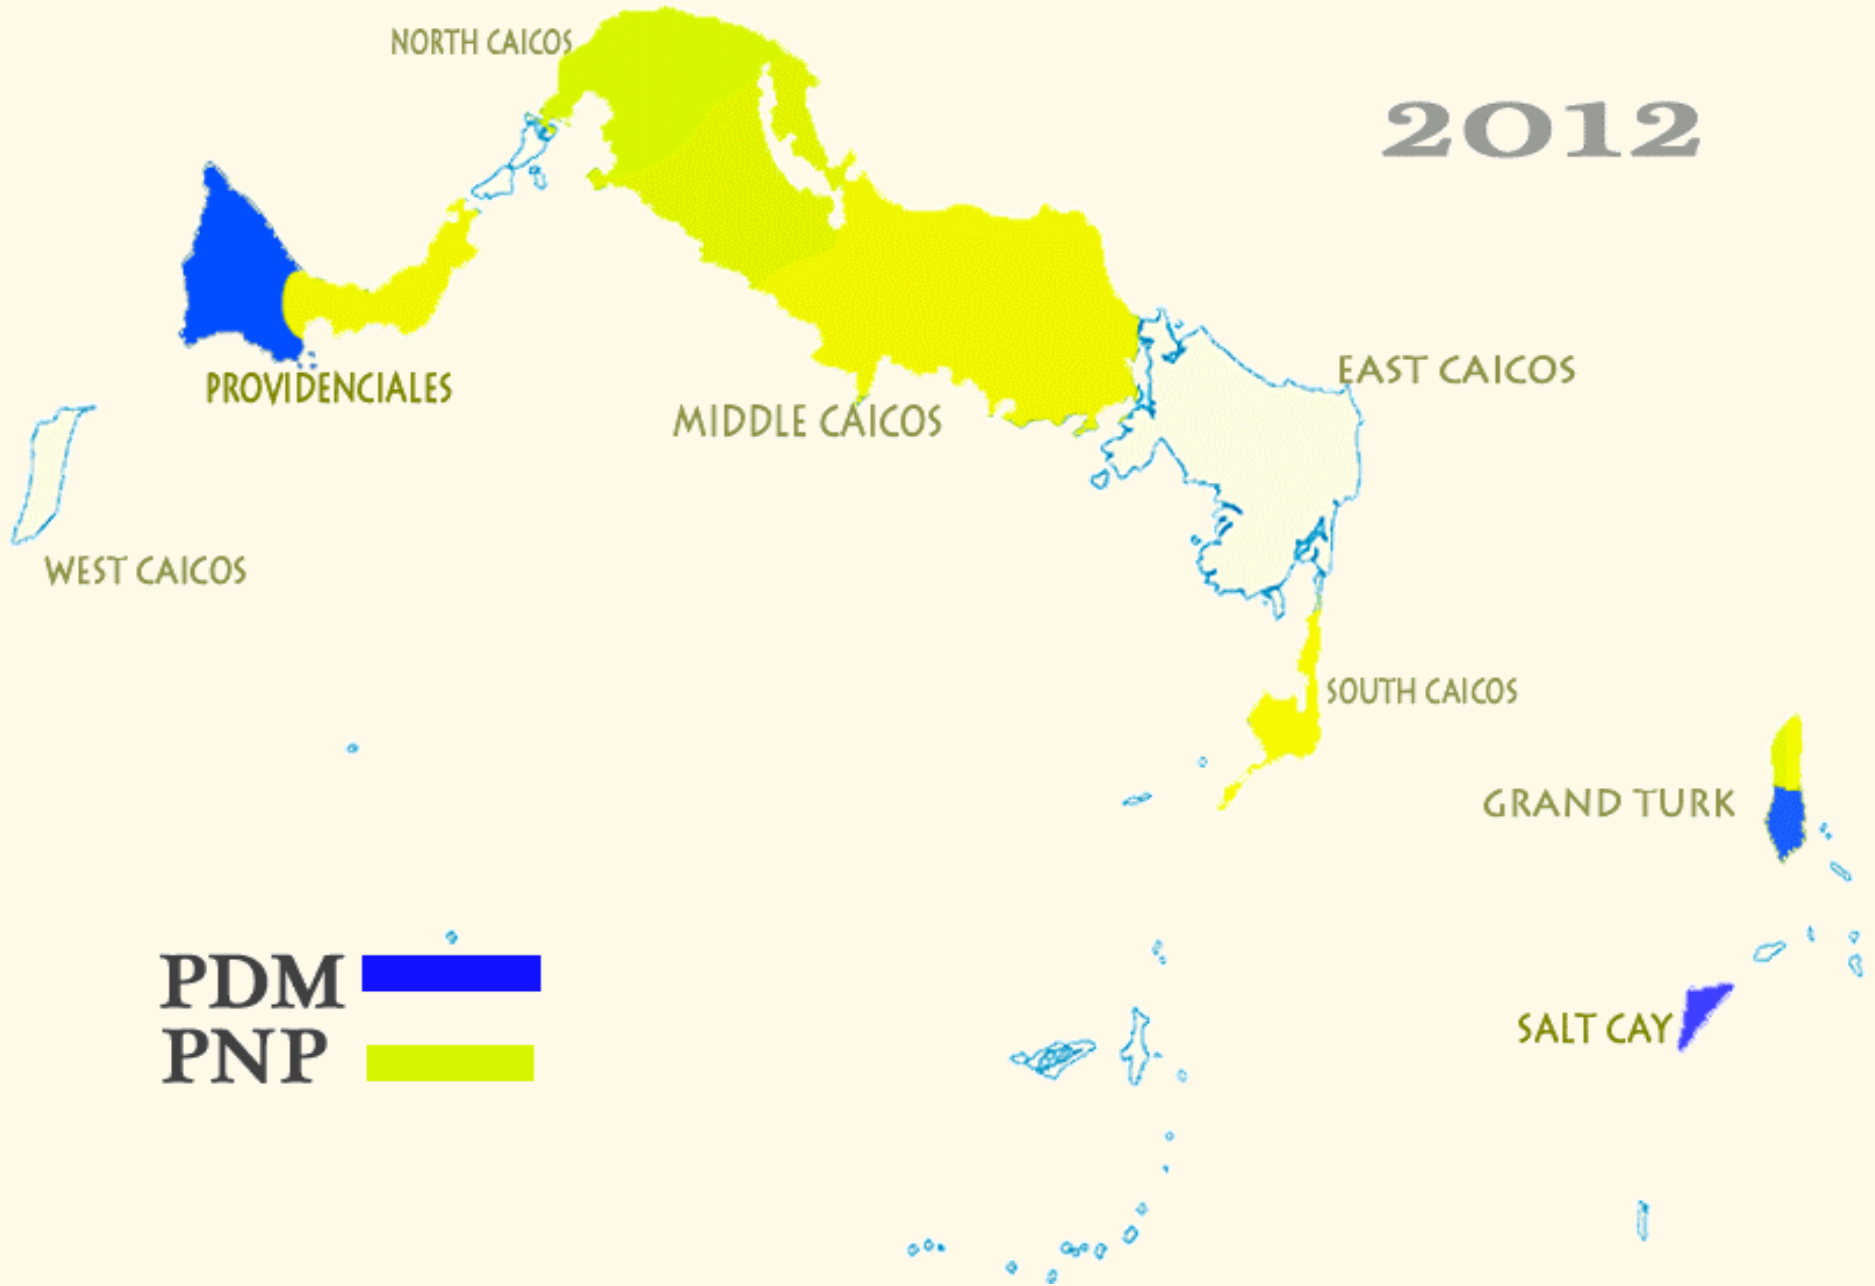 NORTH CAICOS
2012
PROVIDENCIALES
EAST CAICOS
MIDDLE CAICOS
WEST CAICOS
SOUTH CAICOS
GRAND TURK
PDM
SALT CAY
PNP